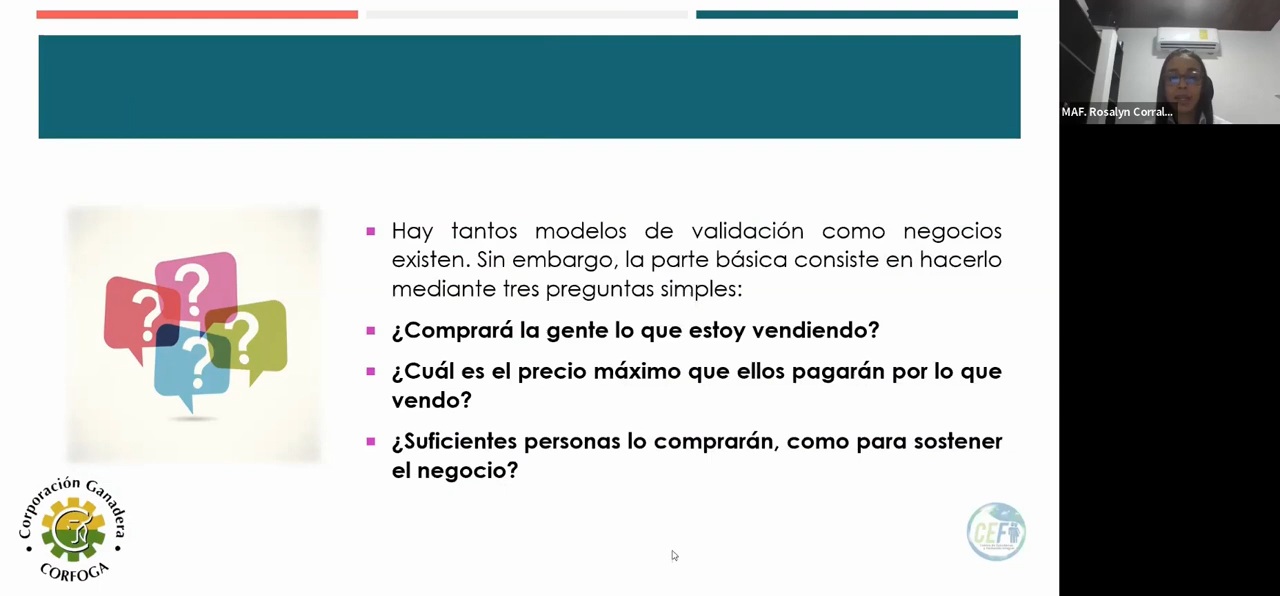 MAF. Rosalyn Corral...
Hay tantos modelos de validación como negocios
existen. Sin embargo, la parte básica consiste en hacerlo
mediante tres preguntas simples:
¿Comprará la gente lo que estoy vendiendo?
¿Cuál es el precio máximo que ellos pagarán por lo que
vendo?
¿Suficientes personas lo comprarán, como para sostener
el negocio?
Corporación Ganadera
CORFOGA
CEFI